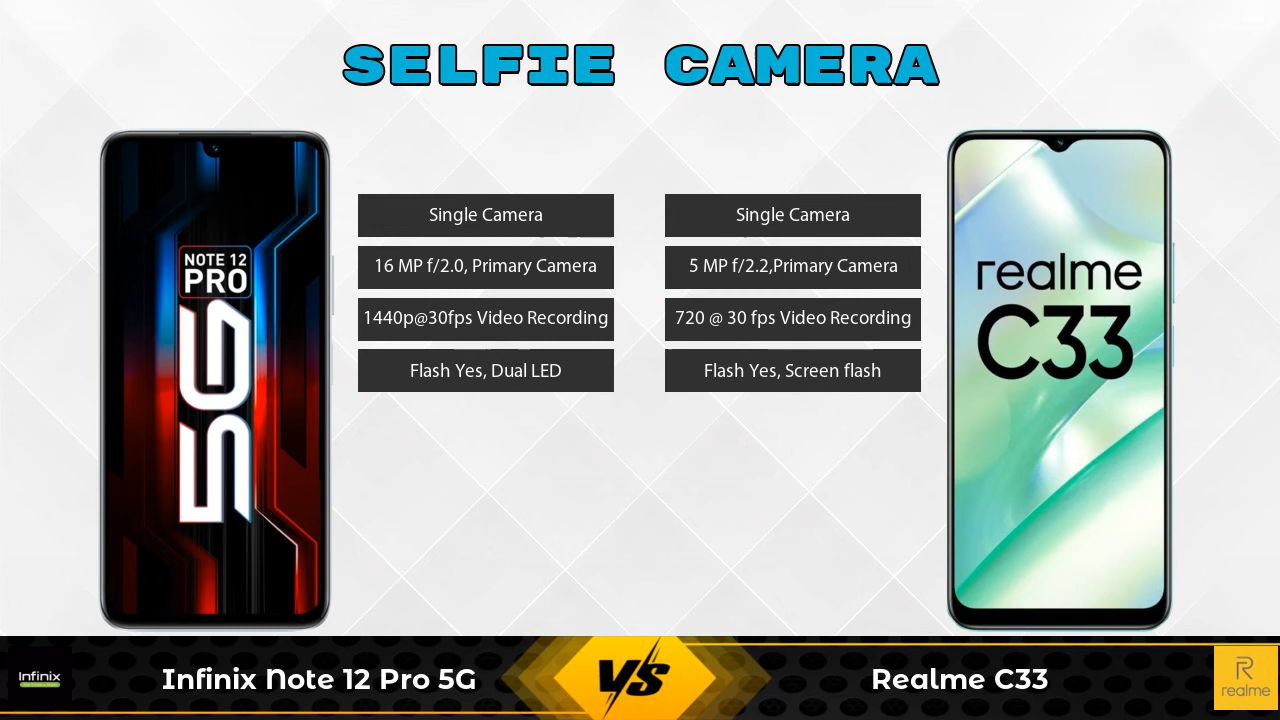 SELFIE CAMERA
Single Camera
16 MP f/2.0, Primary Camera
1440p@30fps Video Recording
Flash Yes, Dual LED
Single Camera
5 MP f/2.2,Primary Camera
720 @ 30 fps Video Recording
Flash Yes, Screen flash
NOTE 12
PRO
5G
realme
C33
Infinix
Infinix Note 12 Pro 5G
VS
Realme C33
R
realme